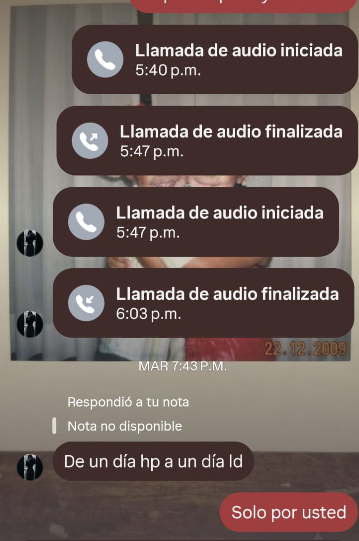 Llamada de audio iniciada
5:40 p.m.
Llamada de audio finalizada
5:47 p.m.
Llamada de audio iniciada
5:47 p.m.
Llamada de audio finalizada
6:03 p.m.
22.12.2009
MAR 7:43 P.M.
Respondió a tu nota
Nota no disponible
De un día hp a un día ld
Solo por usted